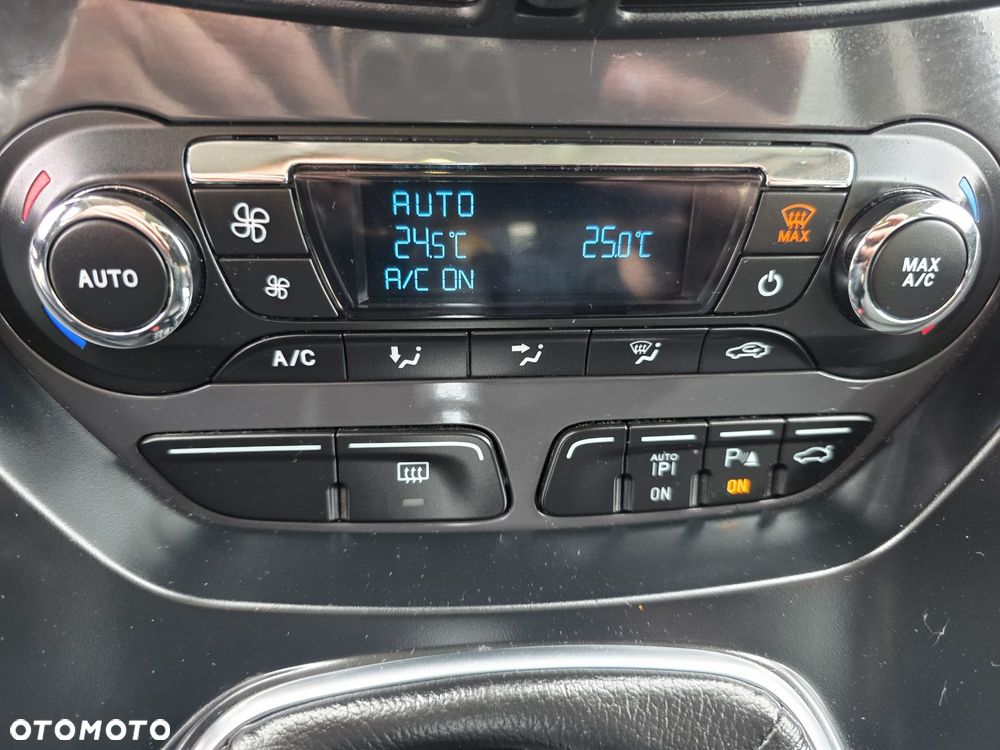 AUTO
24.5°C 25.0°C
A/C ON
AUTO
MAX
MAX
A/C
A/C
AUTO
P
ON
P
ON
OTOMOTO